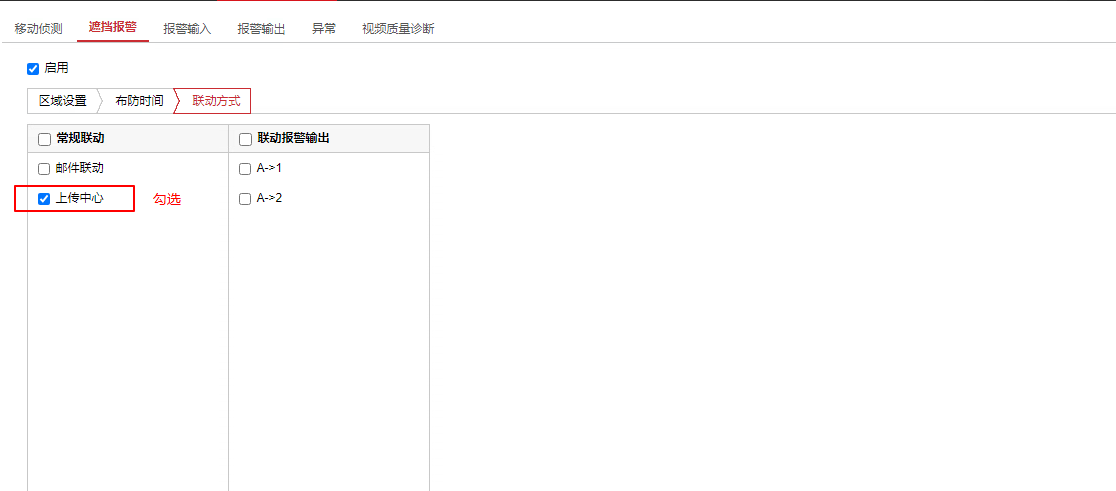 移动侦测 遮挡报警 报警输入 报警输出 异常 视频质量诊断
启用
区域设置 布防时间 联动方式
常规联动 联动报警输出
邮件联动 A->1
上传中心 勾选 A->2